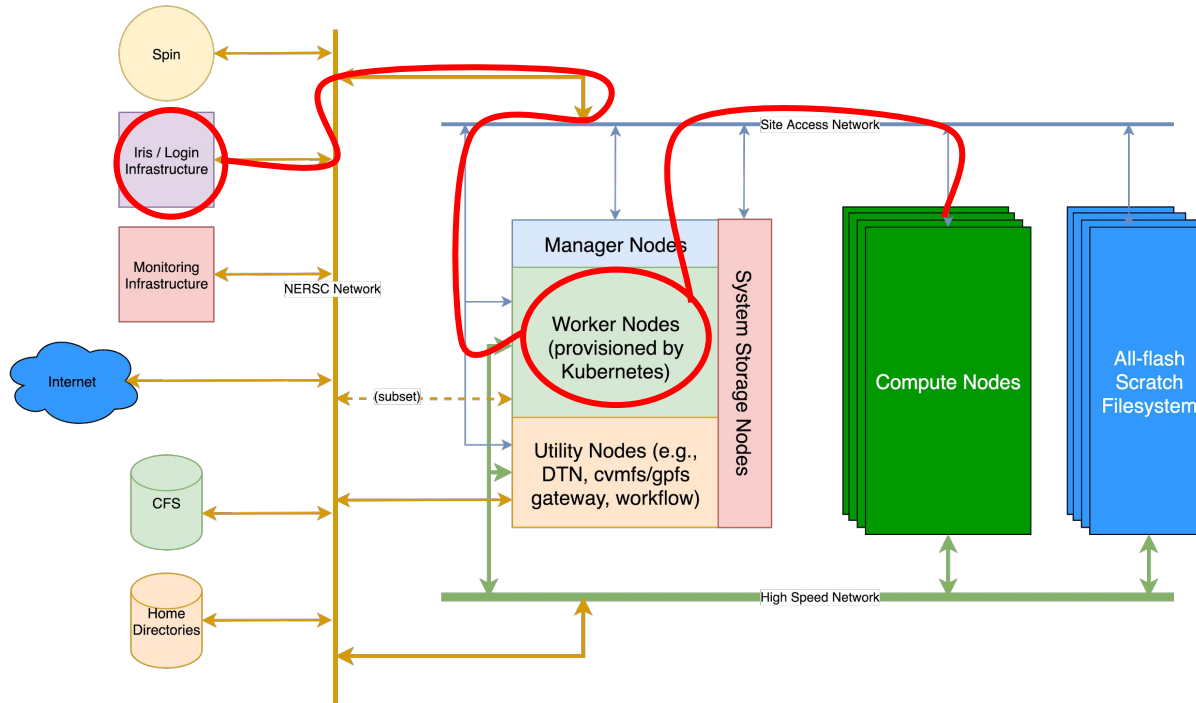 Spin
Iris / Login
Infrastructure
Monitoring
Infrastructure
NERSC Network
Internet
(subset)
CFS
Home
Directories
Site Access Network
Manager Nodes
Worker Nodes
(provisioned by
Kubernetes)
Utility Nodes (e.g.,
DTN, cvmfs/gpfs
gateway, workflow)
System Storage Nodes
Compute Nodes
All-flash
Scratch
Filesystem
High Speed Network